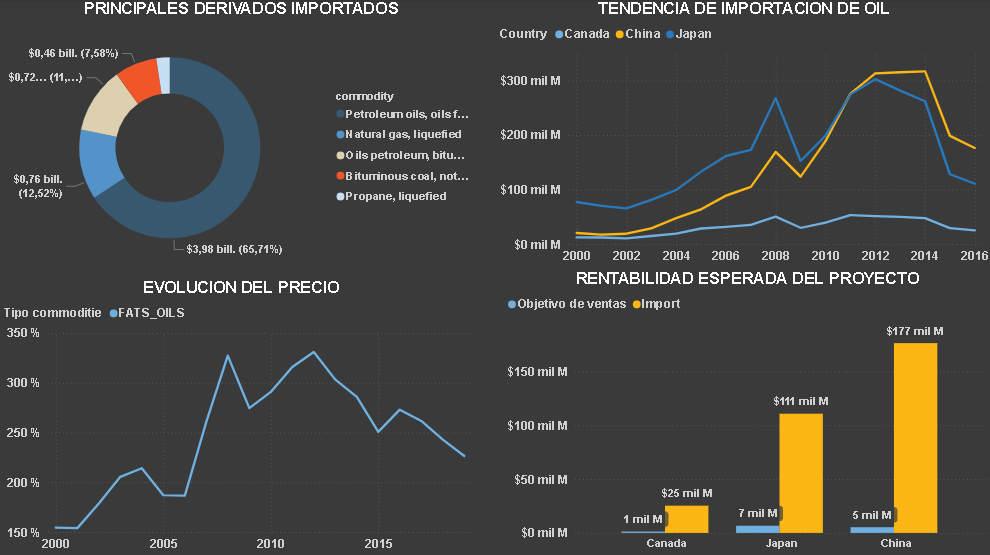 PRINCIPALES DERIVADOS IMPORTADOS
$0,46 bill. (7,58%)
$0,72... (11,...)
$0,76 bill.
(12,52%)
$3,98 bill. (65,71%)
commodity
Petroleum oils, oils f...
Natural gas, liquefied
Oils petroleum, bitu...
Bituminous coal, not...
Propane, liquefied
TENDENCIA DE IMPORTACION DE OIL
Country Canada China Japan
$300 mil M
$200 mil M
$100 mil M
$0 mil M
2000 2002 2004 2006 2008 2010 2012 2014 2016
EVOLUCION DEL PRECIO
Tipo commoditie FATS_OILS
350 %
300 %
250 %
200 %
150 %
2000 2005 2010 2015
RENTABILIDAD ESPERADA DEL PROYECTO
Objetivo de ventas Import
$150 mil M
$100 mil M
$50 mil M
$0 mil M
1 mil M
$25 mil M
7 mil M
$111 mil M
5 mil M
$177 mil M
Canada Japan China